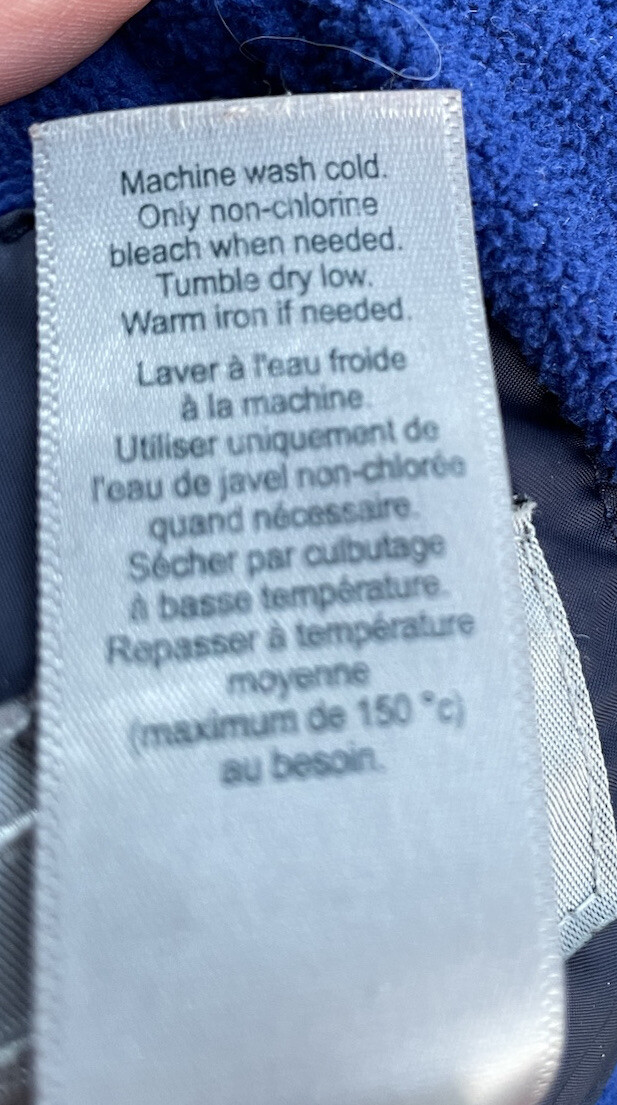 Machine wash cold.
Only non-chlorine
bleach when needed.
Tumble dry low.
Warm iron if needed.
Laver à l'eau froide
à la machine.
Utiliser uniquement de
l'eau de javel non-chlorée
quand nécessaire.
Sécher par culbutage
à basse température.
Repasser à température
moyenne
(maximum de 150 °c)
au besoin.